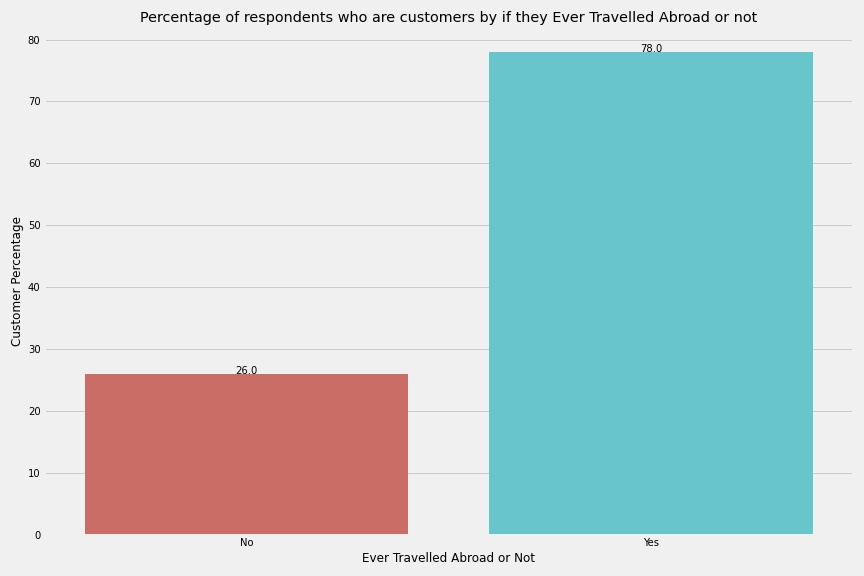 Percentage of respondents who are customers by if they Ever Travelled Abroad or not
80
70
60
50
40
30
20
10
0
Customer Percentage
26.0
78.0
No
Yes
Ever Travelled Abroad or Not